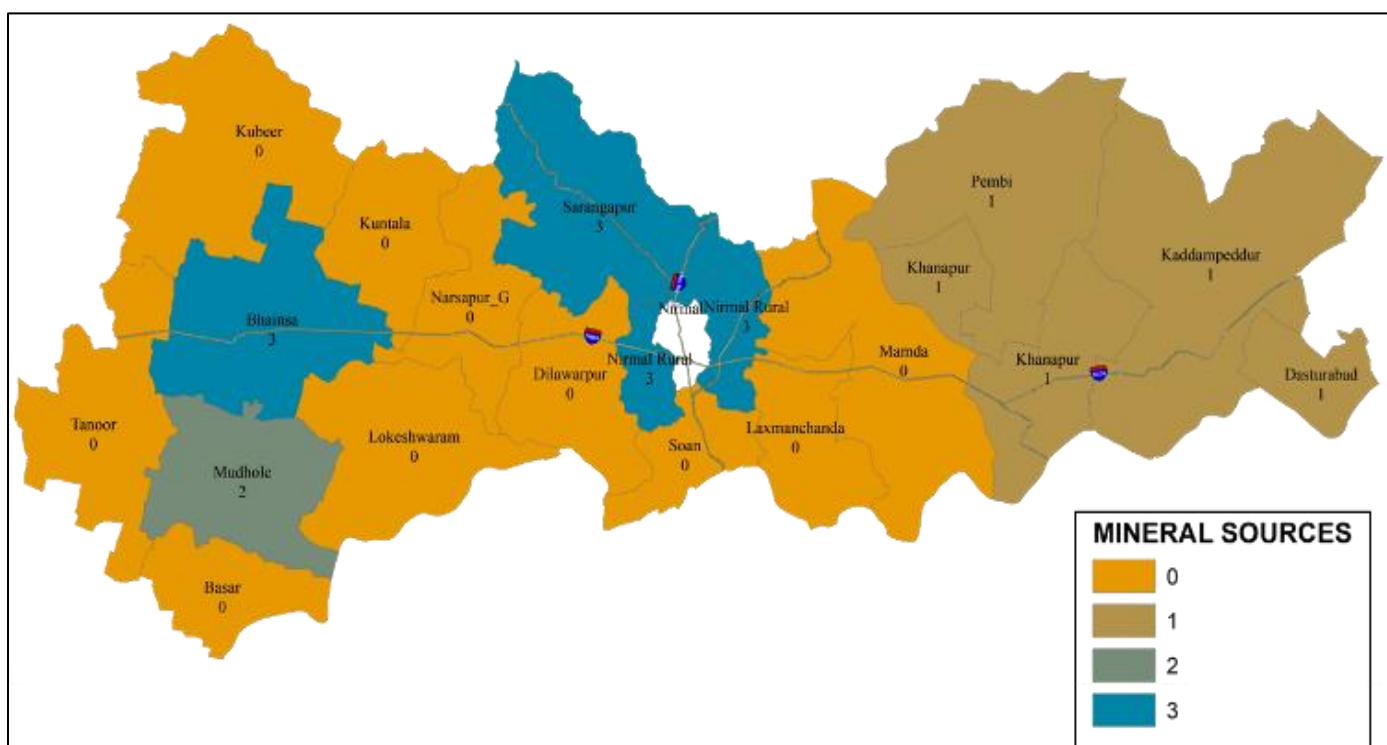 Kubeer
0
Kuntala
0
Sarangapur
3
Pembi
1
Khanapur
1
Kaddampeddur
1
Narsapur_G
0
Nirmal
Nirmal Rural
3
Bhainsa
3
Mamda
0
Nirmal Rural
3
Khanapur
1
Dilawarpur
0
Dasturabad
1
Tanoor
0
Lokeshwaram
0
Laxmanchanda
0
Soan
0
Mudhole
2
Basar
0
MINERAL SOURCES
0
1
2
3